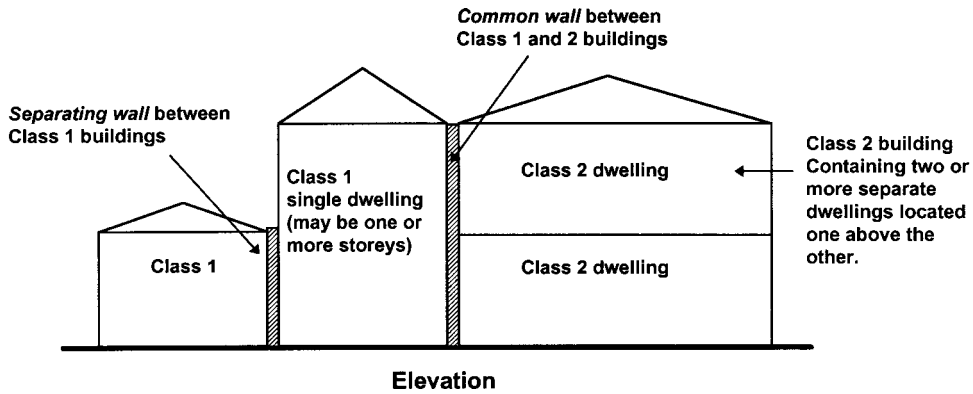 Common wall between
Class 1 and 2 buildings
Separating wall between
Class 1 buildings
Class 1
single dwelling
(may be one or
more storeys)
Class 2 dwelling
Class 2 building
Containing two or
more separate
dwellings located
one above the
other.
Class 1
Class 2 dwelling
Elevation